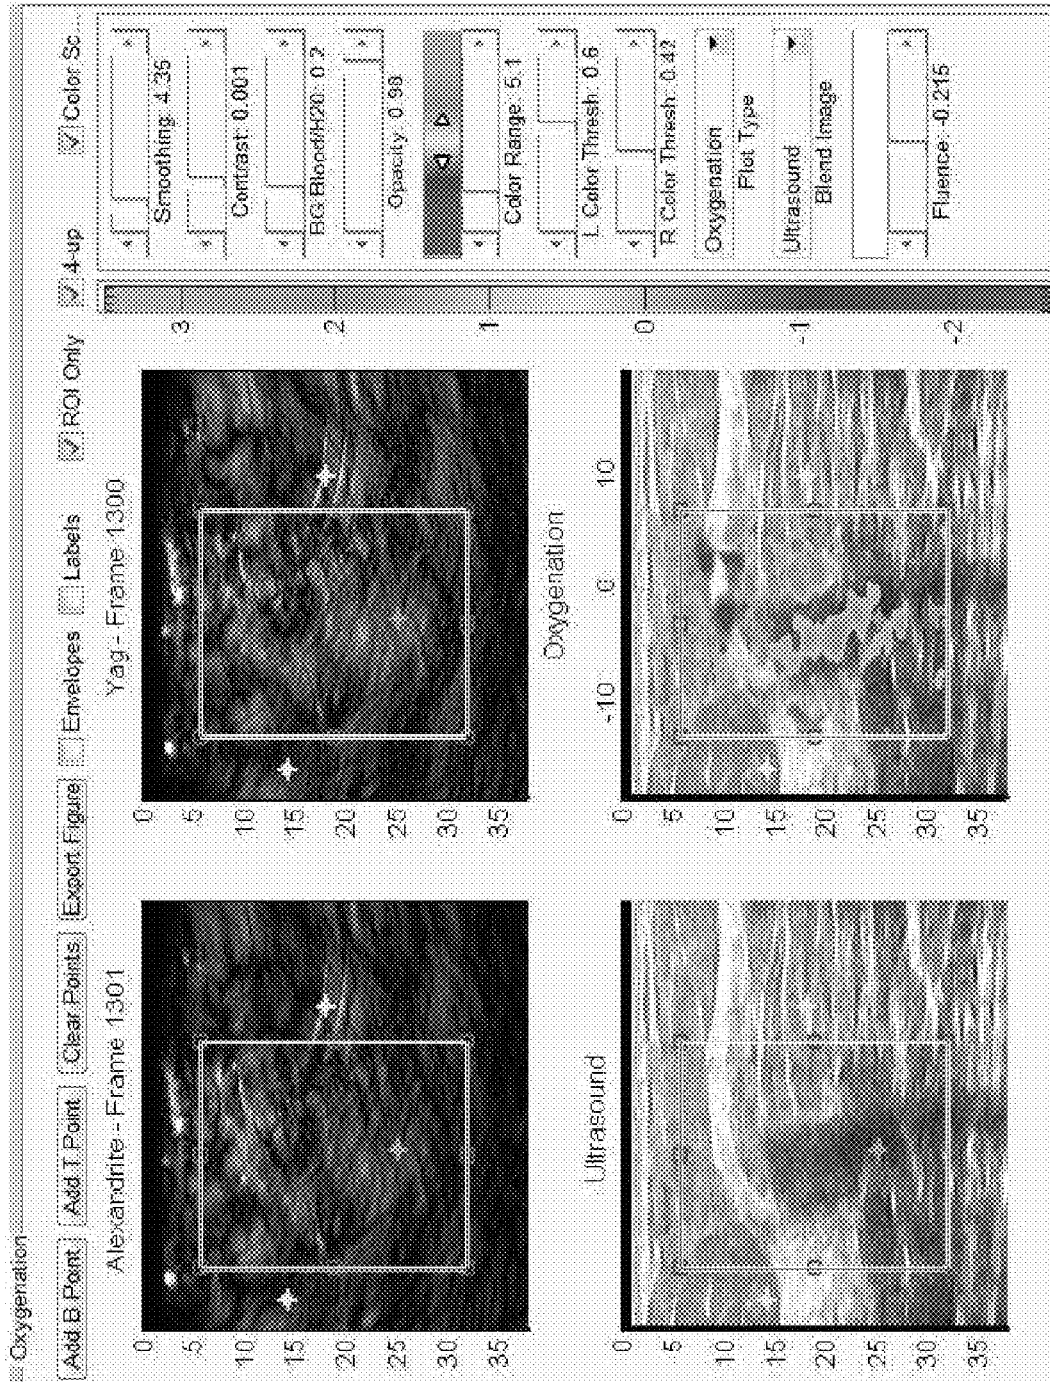 Oxygenation
Add B Point Add T Point Clear Points Export Figure Envelopes Labels ROI Only 4-up Color Sc...
Alexandrite - Frame 1301
0
5
10
15
20
25
30
35
Yag - Frame 1300
0
5
10
15
20
25
30
35
Ultrasound
0
5
10
15
20
25
30
35
Oxygenation
-10 0 10
0
5
10
15
20
25
30
35
3
2
1
0
-1
-2
Smoothing: 4.35
Contrast: 0.001
BG Blood/H20: 0.2
Opacity: 0.98
Color Range: 5.1
L Color Thresh: 0.6
R Color Thresh: 0.42
Oxygenation
Plot Type
Ultrasound
Blend Image
Fluence: -0.215